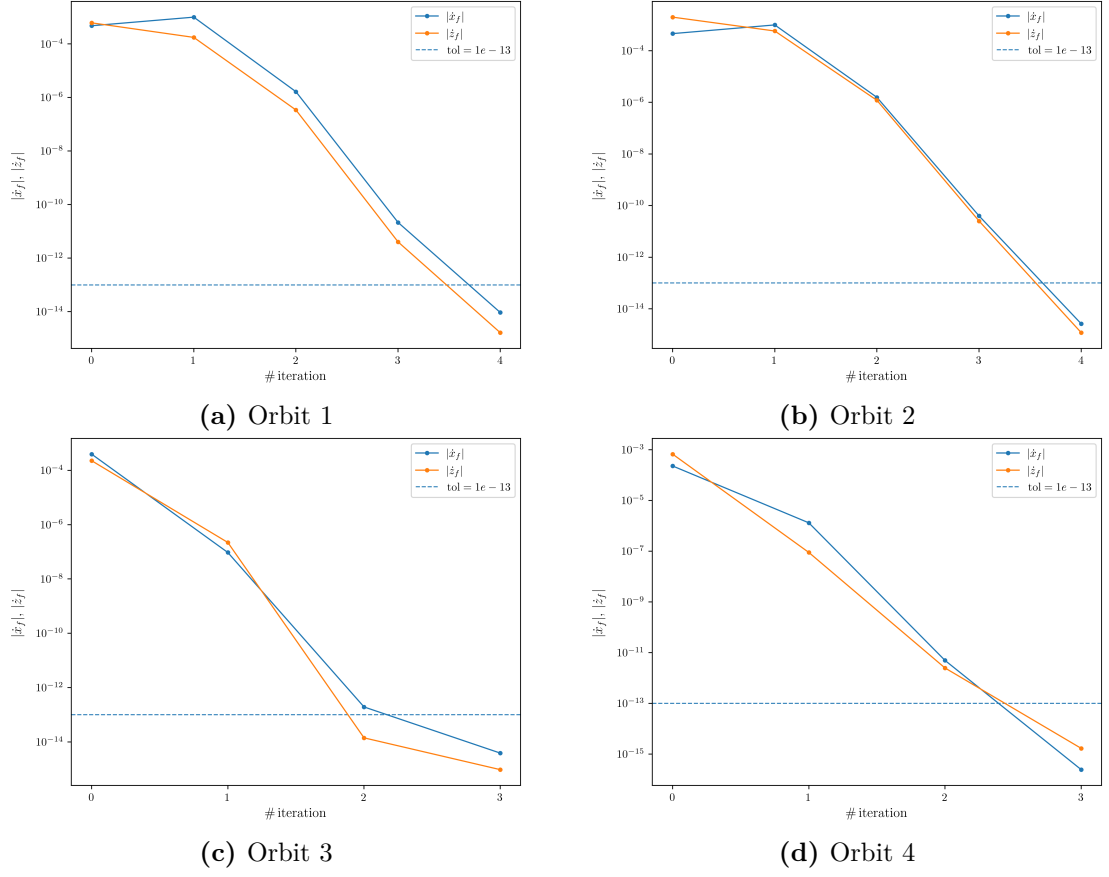 10⁻⁴
10⁻⁶
10⁻⁸
10⁻¹⁰
10⁻¹²
10⁻¹⁴
|ẋ_f|, |ż_f|
|ẋ_f|
|ż_f|
tol = 1e − 13
0 1 2 3 4
# iteration
(a) Orbit 1
10⁻⁴
10⁻⁶
10⁻⁸
10⁻¹⁰
10⁻¹²
10⁻¹⁴
|ẋ_f|, |ż_f|
|ẋ_f|
|ż_f|
tol = 1e − 13
0 1 2 3 4
# iteration
(b) Orbit 2
10⁻⁴
10⁻⁶
10⁻⁸
10⁻¹⁰
10⁻¹²
10⁻¹⁴
|ẋ_f|, |ż_f|
|ẋ_f|
|ż_f|
tol = 1e − 13
0 1 2 3
# iteration
(c) Orbit 3
10⁻³
10⁻⁵
10⁻⁷
10⁻⁹
10⁻¹¹
10⁻¹³
10⁻¹⁵
|ẋ_f|, |ż_f|
|ẋ_f|
|ż_f|
tol = 1e − 13
0 1 2 3
# iteration
(d) Orbit 4